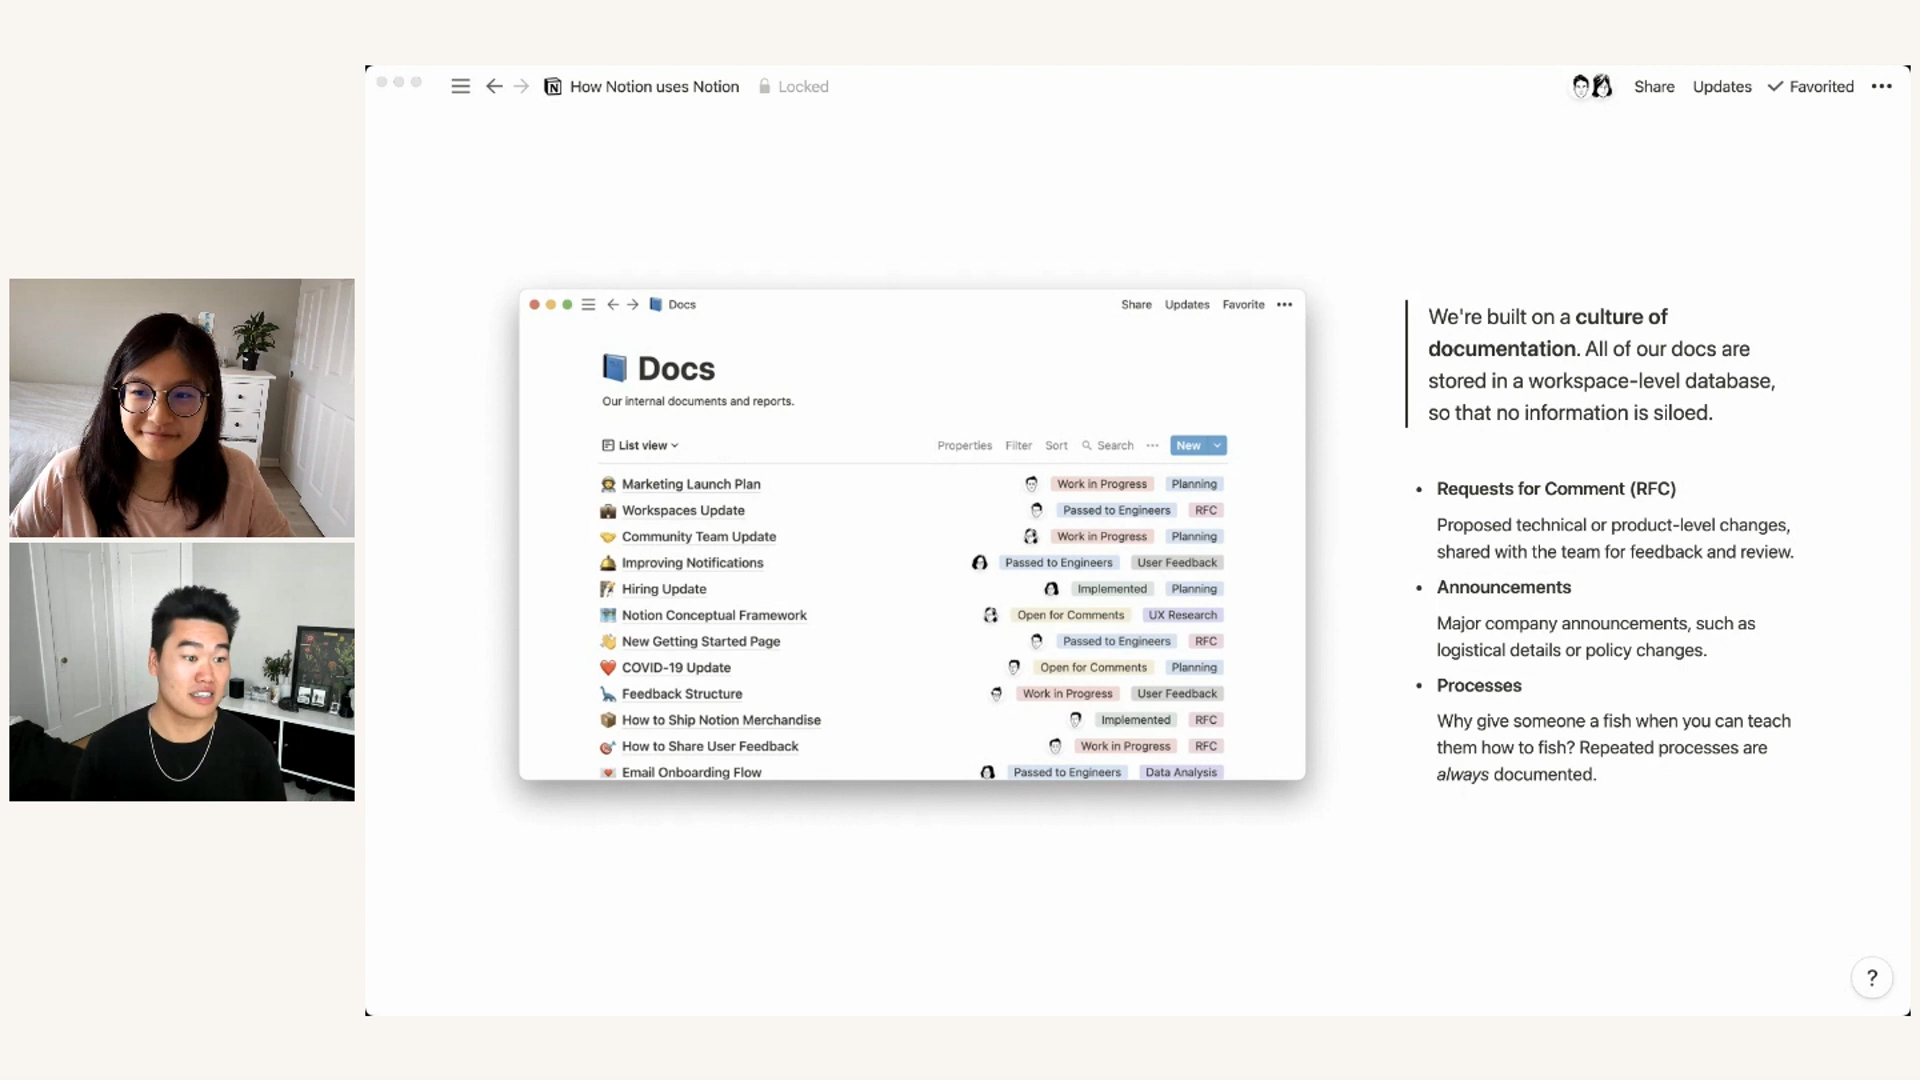 How Notion uses Notion Locked
Share Updates Favorited
Docs
Share Updates Favorite
Docs
Our internal documents and reports.
List view Properties Filter Sort Search New
Marketing Launch Plan Work in Progress Planning
Workspaces Update Passed to Engineers RFC
Community Team Update Work in Progress Planning
Improving Notifications Passed to Engineers User Feedback
Hiring Update Implemented Planning
Notion Conceptual Framework Open for Comments UX Research
New Getting Started Page Passed to Engineers RFC
COVID-19 Update Open for Comments Planning
Feedback Structure Work in Progress User Feedback
How to Ship Notion Merchandise Implemented RFC
How to Share User Feedback Work in Progress RFC
Email Onboarding Flow Passed to Engineers Data Analysis
We're built on a culture of
documentation. All of our docs are
stored in a workspace-level database,
so that no information is siloed.
• Requests for Comment (RFC)
Proposed technical or product-level changes,
shared with the team for feedback and review.
• Announcements
Major company announcements, such as
logistical details or policy changes.
• Processes
Why give someone a fish when you can teach
them how to fish? Repeated processes are
always documented.
?